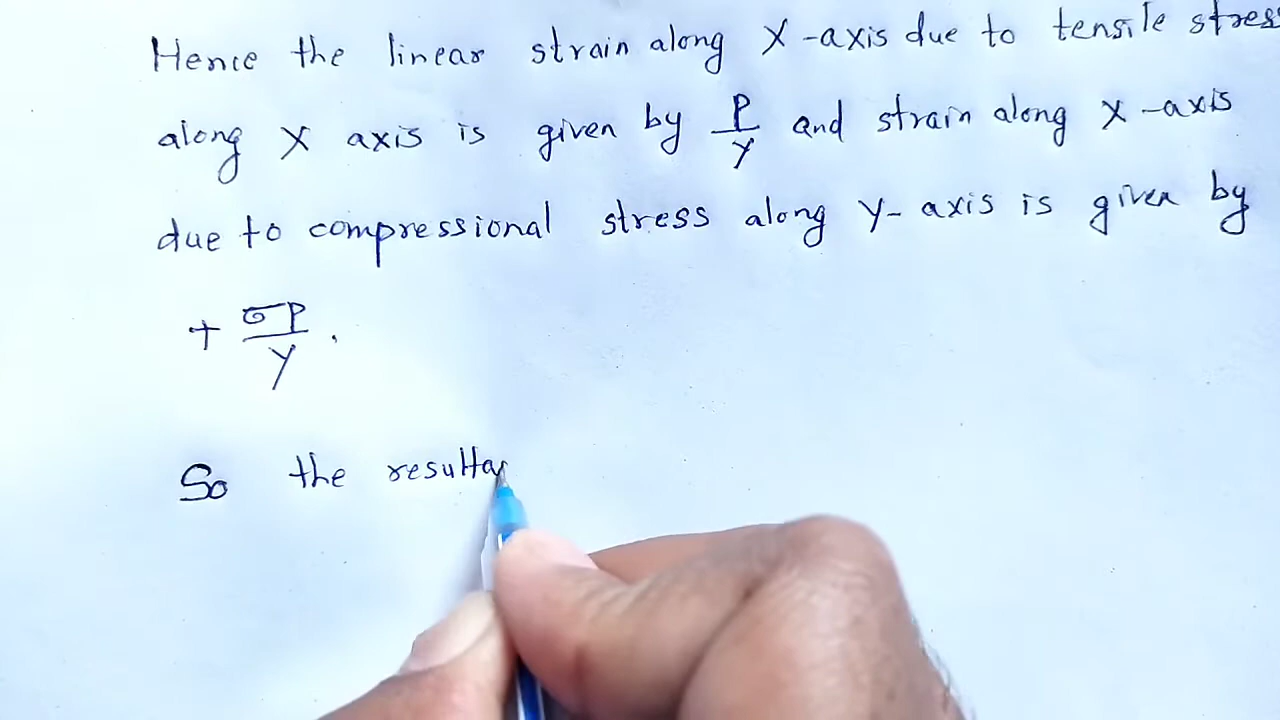 Hence the linear strain along X-axis due to tensile stress
along X axis is given by P/Y and strain along X-axis
due to compressional stress along Y-axis is given by
+ σP/Y .
So the resulta